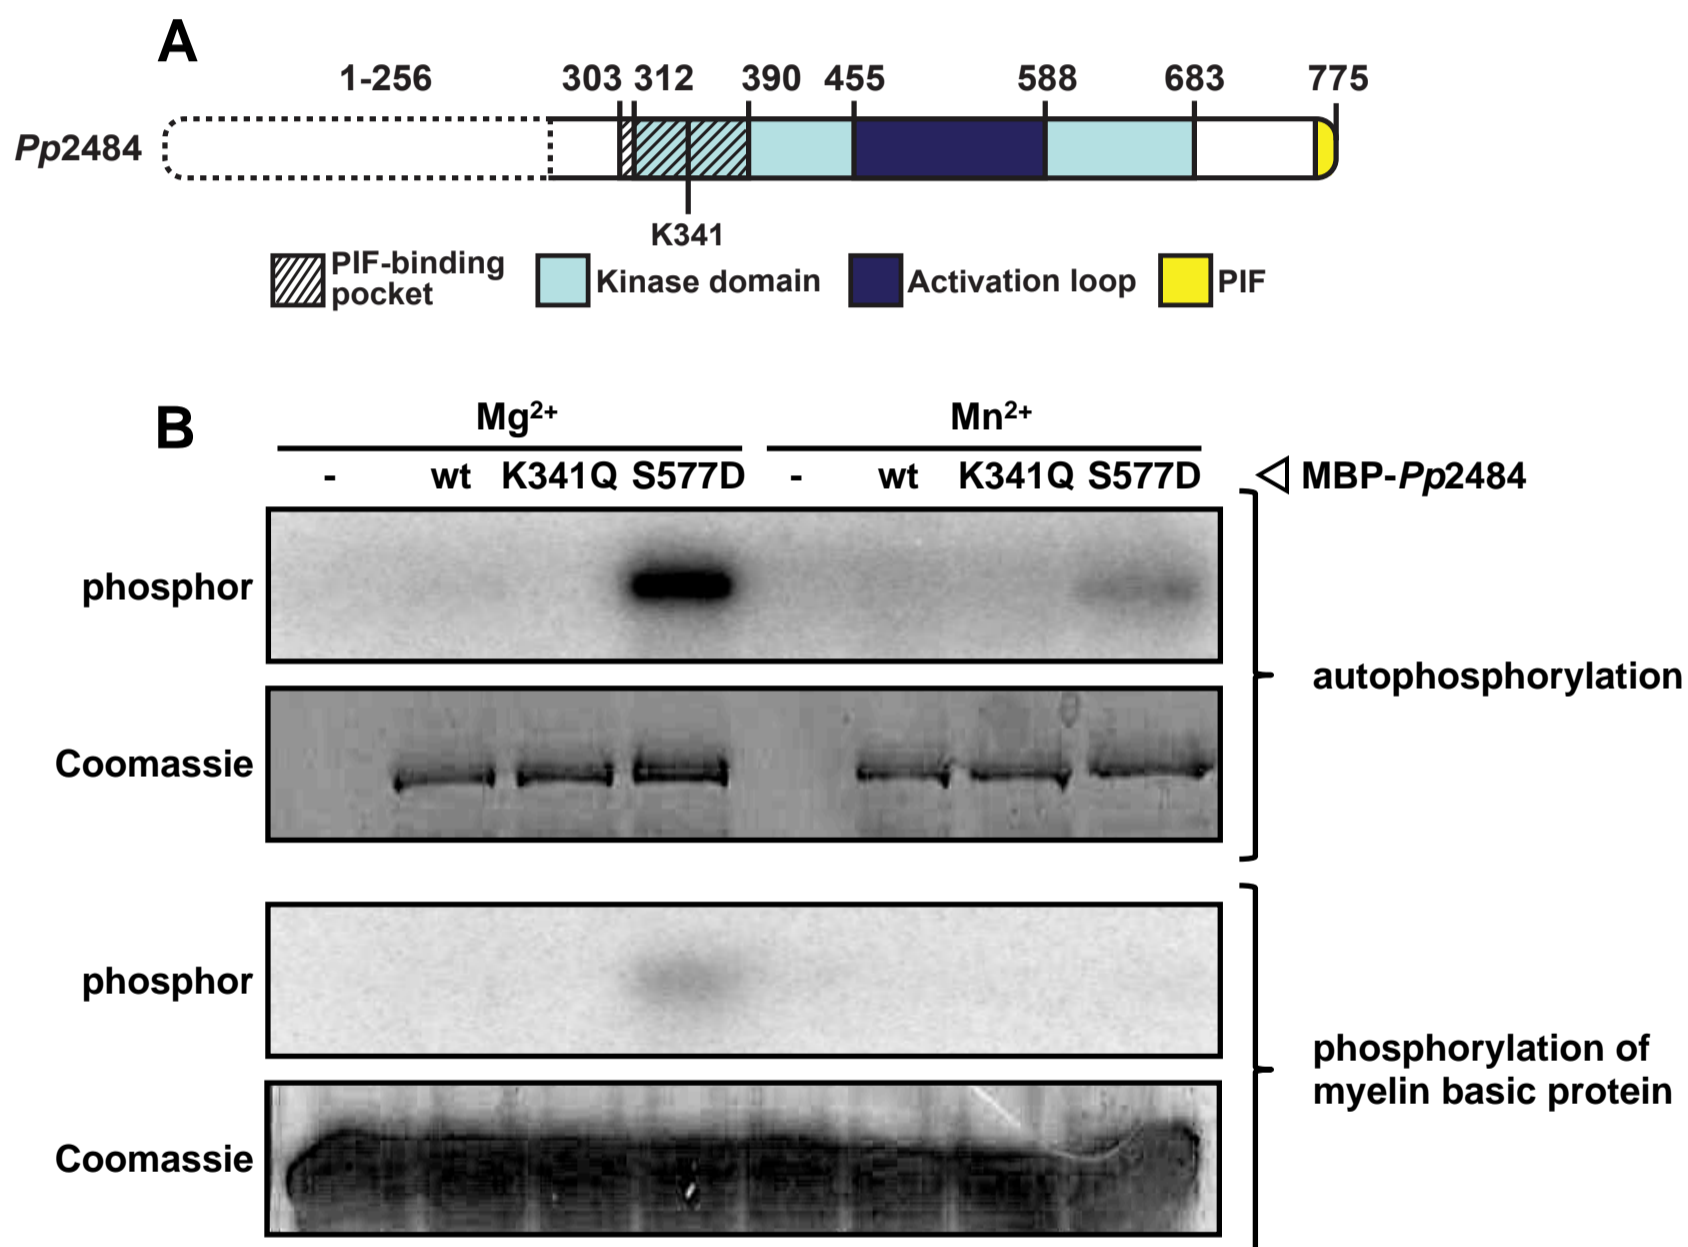 A
1-256 303 312 390 455 588 683 775
Pp2484
K341
PIF-binding
pocket
Kinase domain
Activation loop
PIF
B
Mg²⁺ Mn²⁺
- wt K341Q S577D - wt K341Q S577D ◁ MBP-Pp2484
phosphor
autophosphorylation
Coomassie
phosphor
phosphorylation of
myelin basic protein
Coomassie